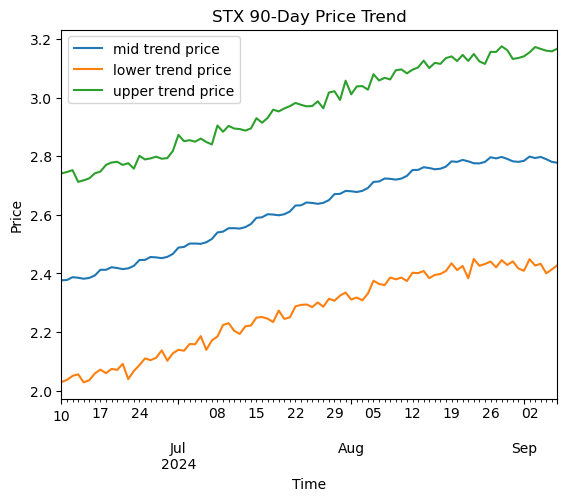 STX 90-Day Price Trend
mid trend price
lower trend price
upper trend price
3.2
3.0
2.8
2.6
2.4
2.2
2.0
Price
10 17 24 08 15 22 29 05 12 19 26 02
Jul Aug Sep
2024
Time